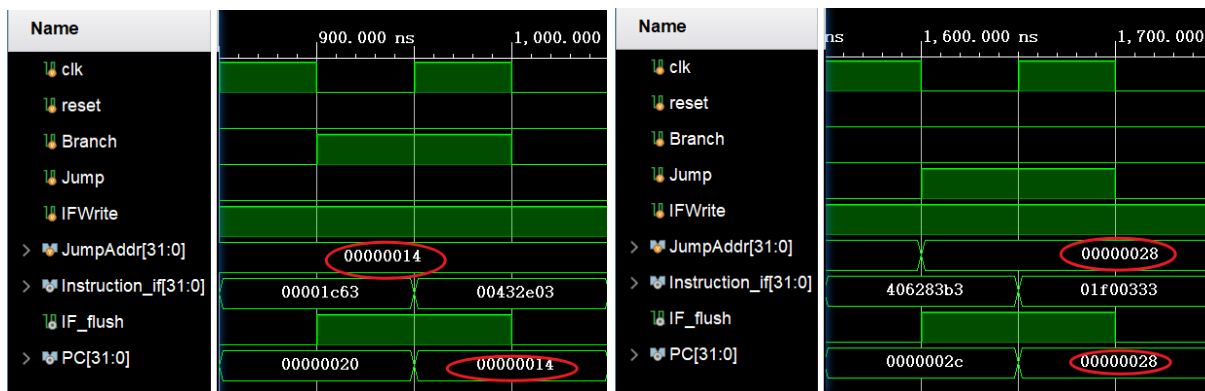 Name
900.000 ns
1,000.000
clk
reset
Branch
Jump
IFWrite
JumpAddr[31:0]
00000014
Instruction_if[31:0]
00001c63
00432e03
IF_flush
PC[31:0]
00000020
00000014
Name
ns
1,600.000 ns
1,700.000
clk
reset
Branch
Jump
IFWrite
JumpAddr[31:0]
00000028
Instruction_if[31:0]
406283b3
01f00333
IF_flush
PC[31:0]
0000002c
00000028